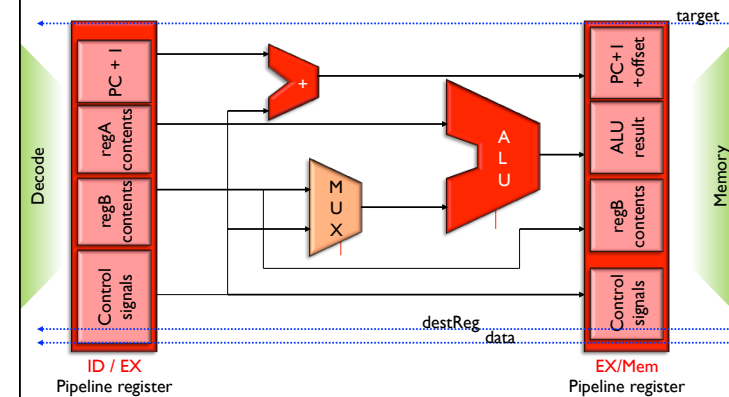 target
Decode
PC + 1
regA
contents
regB
contents
Control
signals
+
M
U
X
A
L
U
PC+1
+offset
ALU
result
regB
contents
Control
signals
Memory
destReg
data
ID / EX
Pipeline register
EX/Mem
Pipeline register